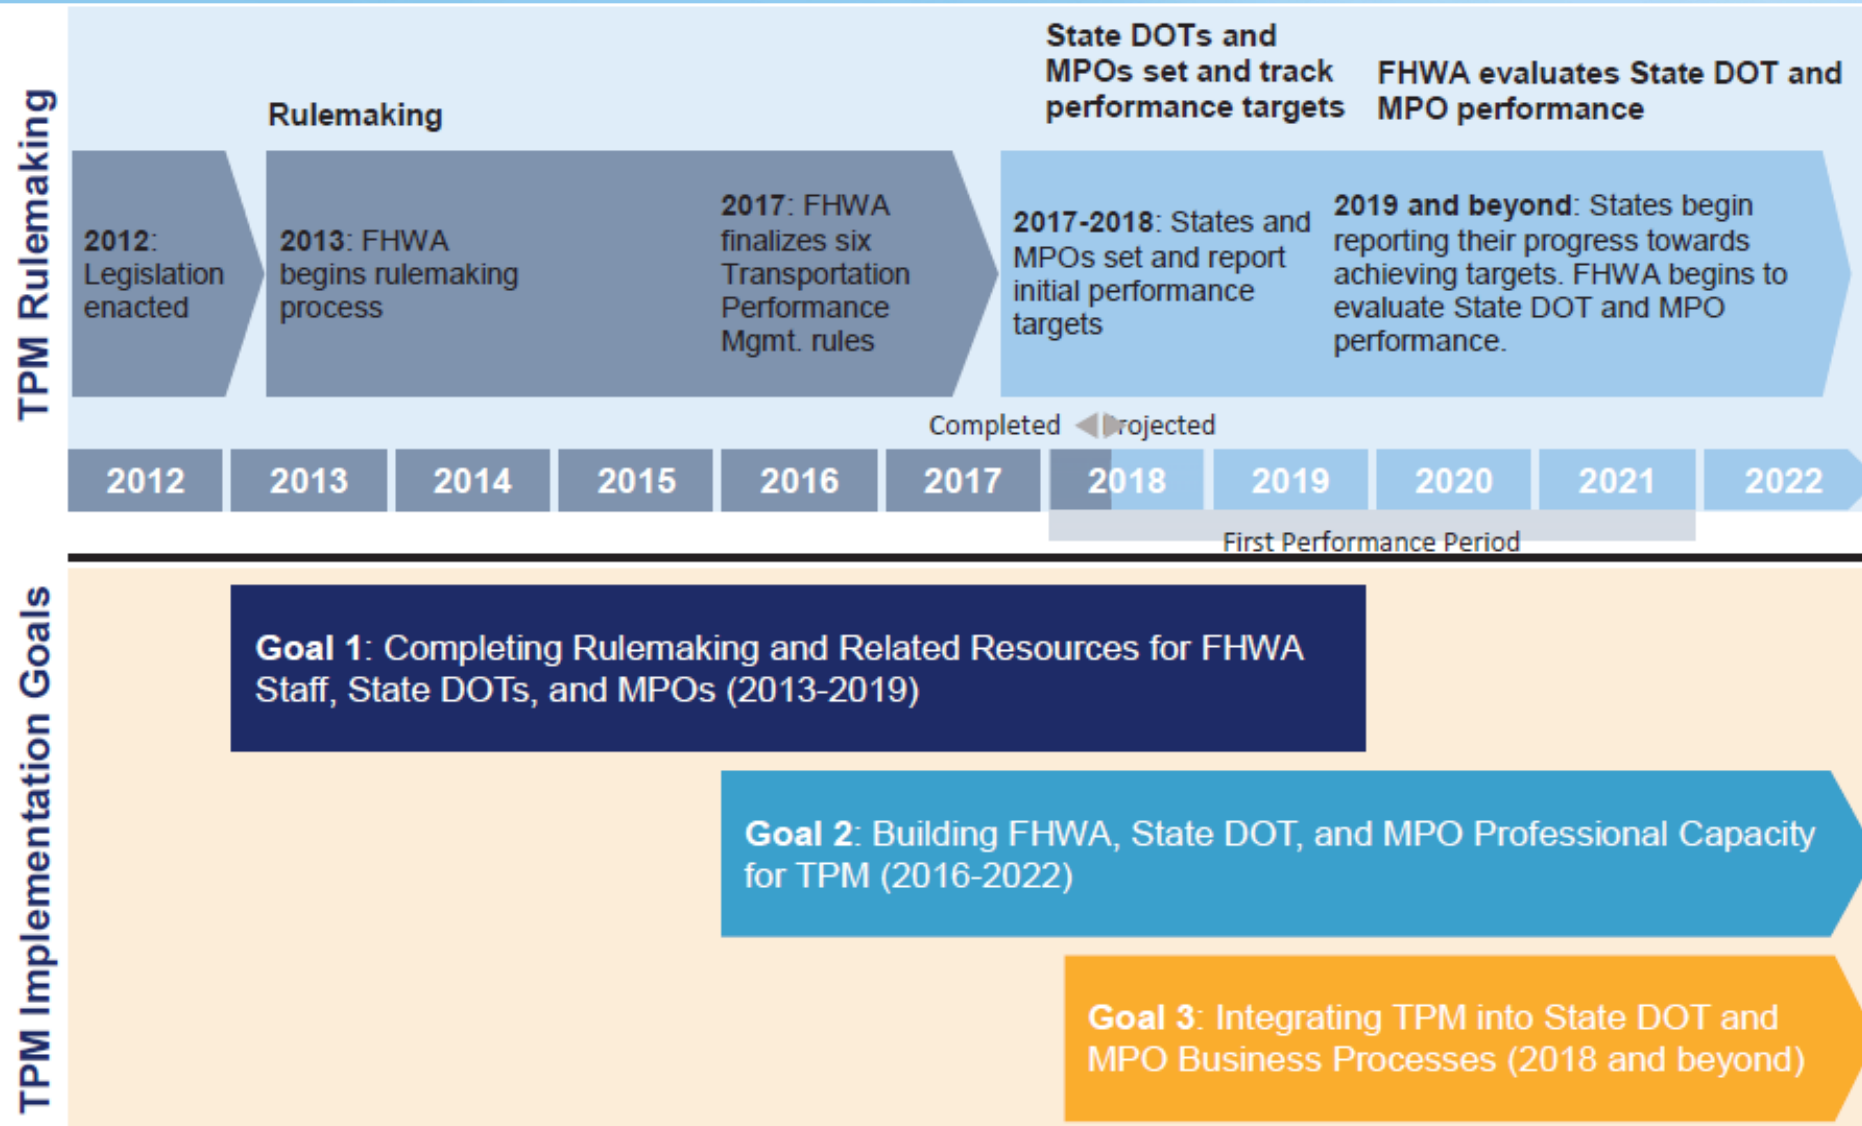 TPM Rulemaking
Rulemaking
State DOTs and
MPOs set and track
performance targets
FHWA evaluates State DOT and
MPO performance
2012:
Legislation
enacted
2013: FHWA
begins rulemaking
process
2017: FHWA
finalizes six
Transportation
Performance
Mgmt. rules
2017-2018: States and
MPOs set and report
initial performance
targets
2019 and beyond: States begin
reporting their progress towards
achieving targets. FHWA begins to
evaluate State DOT and MPO
performance.
Completed
Projected
2012
2013
2014
2015
2016
2017
2018
2019
2020
2021
2022
First Performance Period
TPM Implementation Goals
Goal 1: Completing Rulemaking and Related Resources for FHWA
Staff, State DOTs, and MPOs (2013-2019)
Goal 2: Building FHWA, State DOT, and MPO Professional Capacity
for TPM (2016-2022)
Goal 3: Integrating TPM into State DOT and
MPO Business Processes (2018 and beyond)